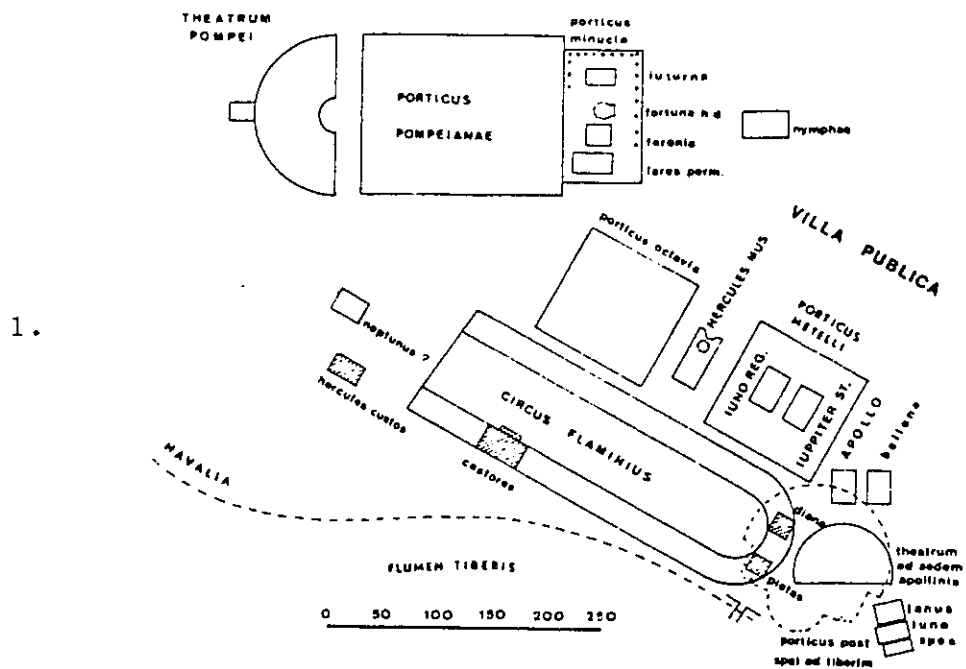 THEATRUM
POMPEI
porticus
minucia
PORTICUS
POMPEIANAE
iuturna
fortuna h.d
feronia
lares perm.
nymphae
VILLA PUBLICA
porticus octavia
HERCULES MUS
PORTICUS
METELLI
1.
neptunus ?
hercules custos
IUNO REG.
IUPPITER ST.
APOLLO
bellona
CIRCUS FLAMINIUS
castores
NAVALIA
diana
pietas
theatrum
ad aedem
apollinis
FLUMEN TIBERIS
0 50 100 150 200 250
ianus
iuno
spes
porticus post
spei ad tiberim